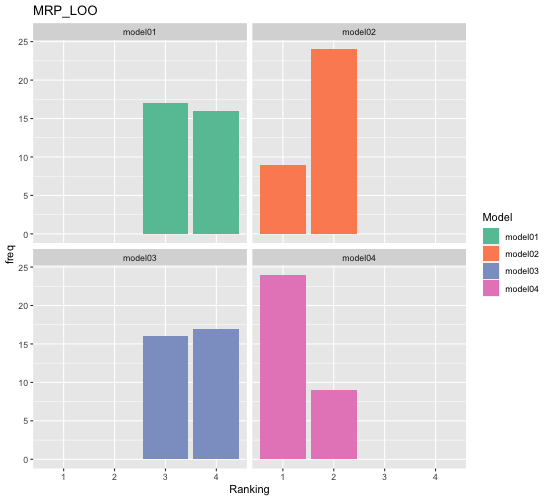 MRP_LOO
model01 model02
25
20
15
10
5
0
model03 model04
25
20
15
10
5
0
1 2 3 4 1 2 3 4
Ranking
freq
Model
model01
model02
model03
model04